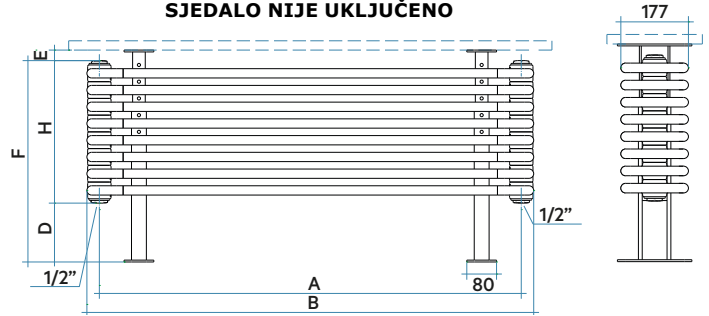 SJEDALO NIJE UKLJUČENO
177
E
H
F
D
1/2”
1/2”
A
80
B